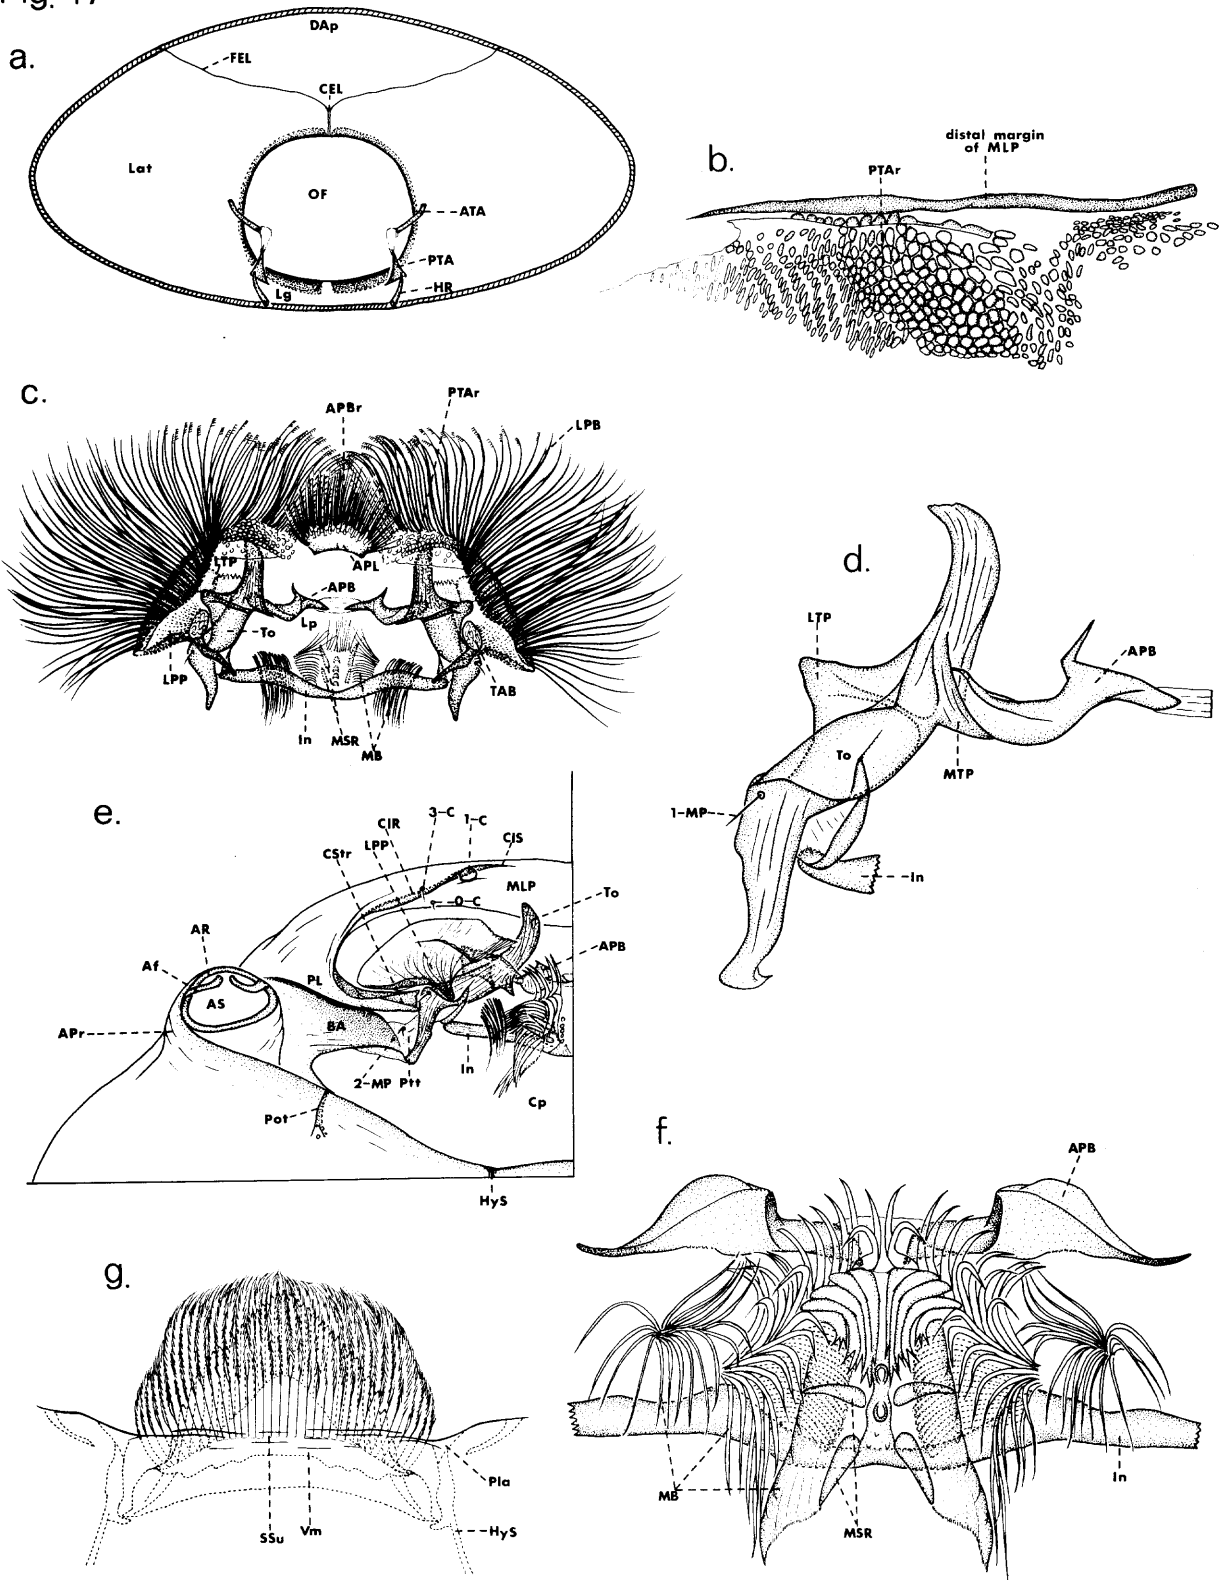 Fig. 17
a.
DAp
FEL
CEL
Lat
OF
ATA
PTA
HR
Lg
b.
distal margin
of MLP
PTAr
c.
APBr
PTAr
LPB
LTP
APL
APB
Lp
To
LPP
TAB
In
MSR
MB
d.
LTP
APB
To
MTP
1-MP
In
e.
3-C
1-C
CIR
CIS
LPP
CStr
MLP
To
0-C
APB
AR
Af
AS
PL
APr
BA
In
2-MP
Ptt
Cp
Pot
HyS
f.
APB
MB
In
MSR
g.
Pla
SSu
Vm
HyS